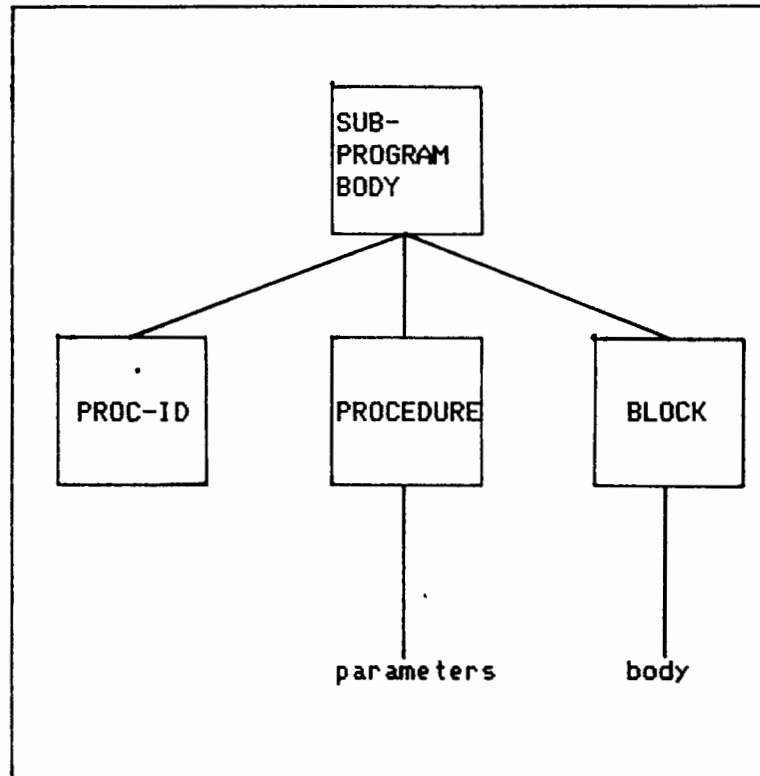 SUB-
PROGRAM
BODY
PROC-ID
PROCEDURE
BLOCK
parameters
body